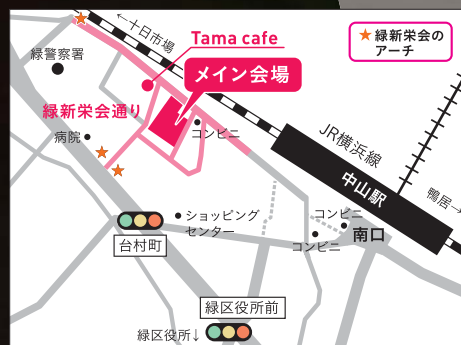 ←十日市場
Tama cafe
★緑新栄会の
アーチ
緑警察署
メイン会場
緑新栄会通り
コンビニ
病院
JR横浜線
中山駅
鴨居→
ショッピング
センター
コンビニ
南口
コンビニ
台村町
緑区役所前
緑区役所↓